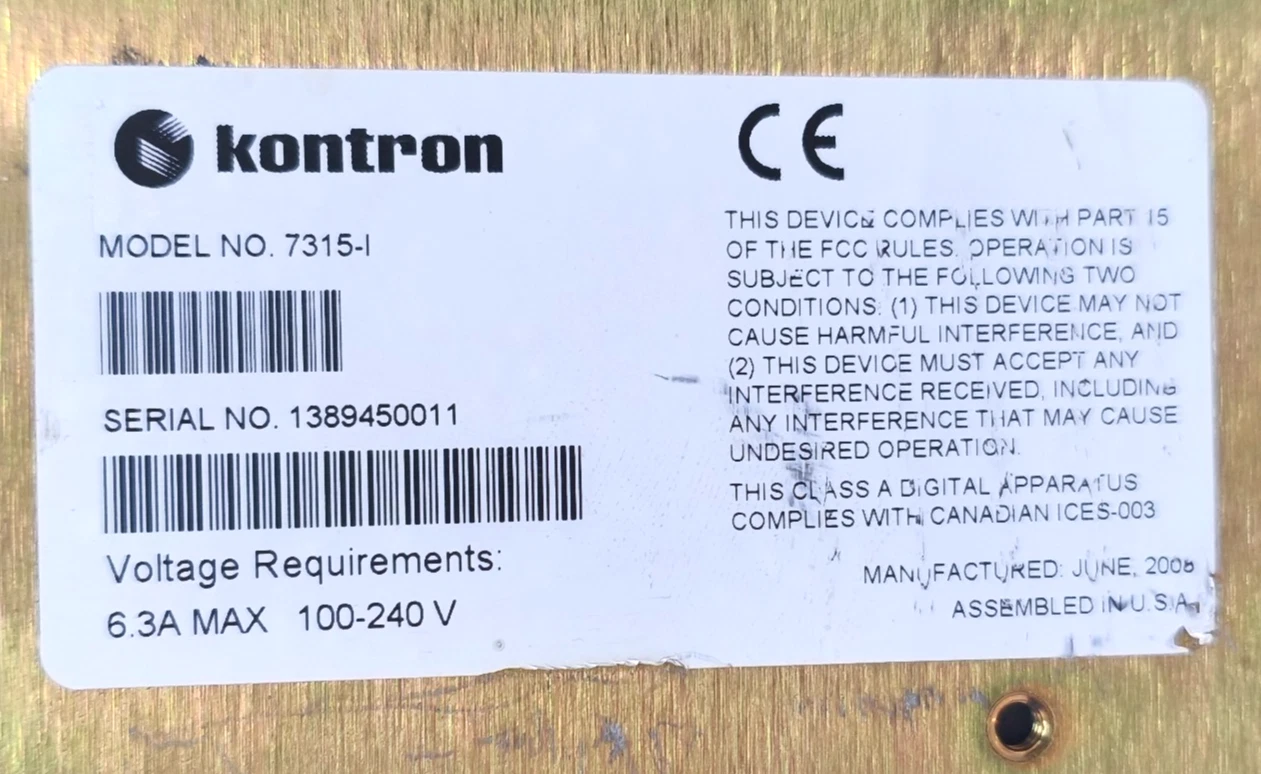 kontron
MODEL NO. 7315-I
SERIAL NO. 1389450011
Voltage Requirements:
6.3A MAX 100-240 V
CE
THIS DEVICE COMPLIES WITH PART 15
OF THE FCC RULES. OPERATION IS
SUBJECT TO THE FOLLOWING TWO
CONDITIONS: (1) THIS DEVICE MAY NOT
CAUSE HARMFUL INTERFERENCE, AND
(2) THIS DEVICE MUST ACCEPT ANY
INTERFERENCE RECEIVED, INCLUDING
ANY INTERFERENCE THAT MAY CAUSE
UNDESIRED OPERATION.
THIS CLASS A DIGITAL APPARATUS
COMPLIES WITH CANADIAN ICES-003
MANUFACTURED: JUNE,
ASSEMBLED IN U.S.A.